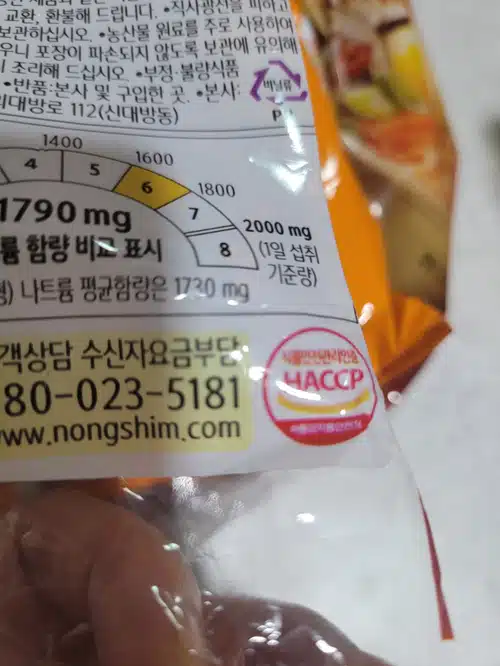 교환, 환불해 드립니다. •직사광선을 피하고
보관하십시오. •농산물 원료를 주로 사용하여
포장이 파손되지 않도록 보관에 유의해
조리해 드십시오 •부정·불량식품
•반품:본사 및 구입한 곳. •본사:
대방로 112(신대방동)
비닐류
P
1400
1600
1800
2000 mg
4
5
6
7
8
(1일 섭취
기준량)
1790 mg
함량 비교 표시
나트륨 평균함량은 1730 mg
객상담 수신자요금부담
80-023-5181
www.nongshim.com
식품안전관리인증
HACCP